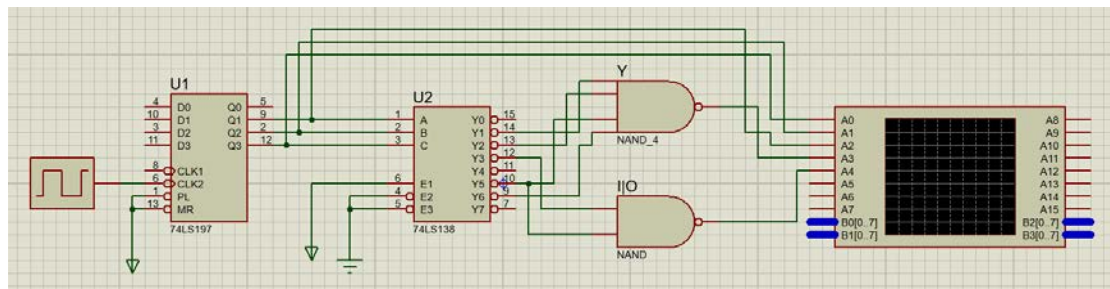 U1
4 D0 Q0 5
10 D1 Q1 9
3 D2 Q2 2
11 D3 Q3 12
8 CLK1
6 CLK2
1 PL
13 MR
74LS197
U2
1 A Y0 15
2 B Y1 14
3 C Y2 13
Y3 12
Y4 11
6 E1 Y5 10
4 E2 Y6 9
5 E3 Y7 7
74LS138
Y
NAND_4
I|O
NAND
A0 A8
A1 A9
A2 A10
A3 A11
A4 A12
A5 A13
A6 A14
A7 A15
B0[0..7] B2[0..7]
B1[0..7] B3[0..7]